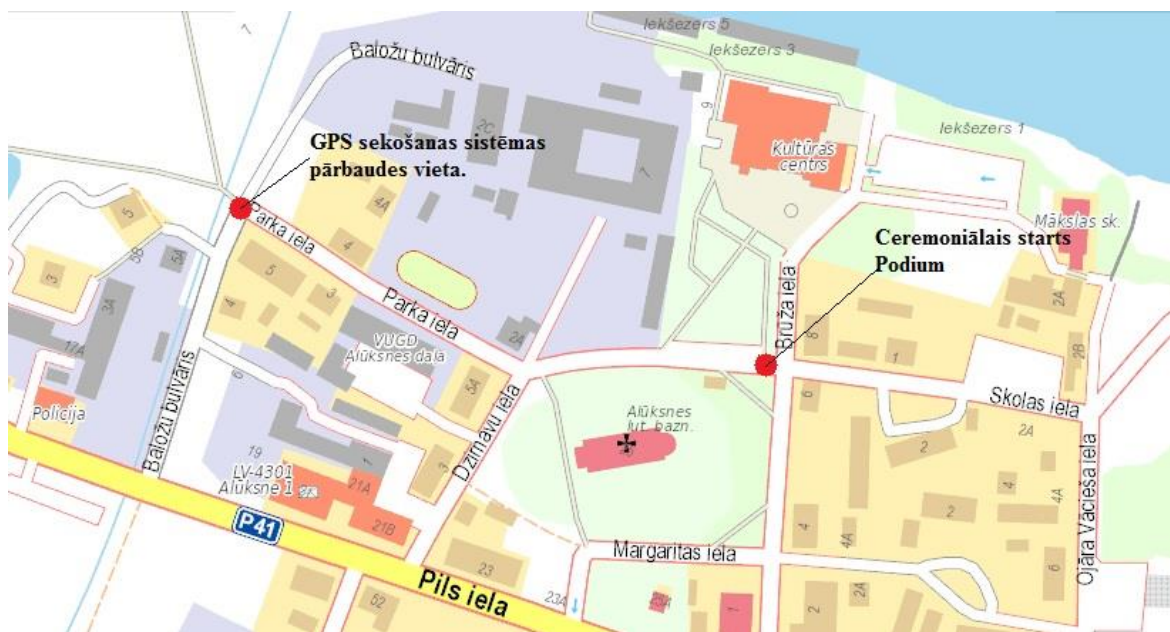 7
Iekšezers 5
Iekšezers 3
Baložu bulvāris
2C
9
Iekšezers 1
GPS sekošanas sistēmas
pārbaudes vieta.
Kultūras
centrs
7
4A
5
Parka iela
4
Mākslas sk.
Ceremoniālais starts
Podium
5B
5A
3
5
3
Parka iela
Bruža iela
2A
4
3A
VUGD
Alūksnes daļa
2A
8
1
2B
17A
6
5A
Skolas iela
Policija
Baložu bulvāris
Dzirnavu iela
Alūksnes
lut. bazn.
6
2A
2
19
1
3
LV-4301
Alūksne 1
21A
4
4A
Ojāra Vācieša iela
P41
21B
4
4A
2
Margaritas iela
Pils iela
23
6
23A
25A
1
52
2
2A